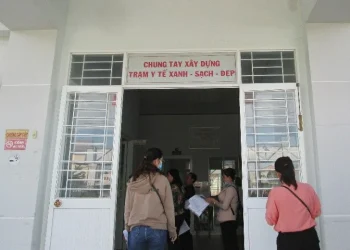 CHUNG TAY XÂY DỰNG
TRẠM Y TẾ XANH - SẠCH - ĐẸP